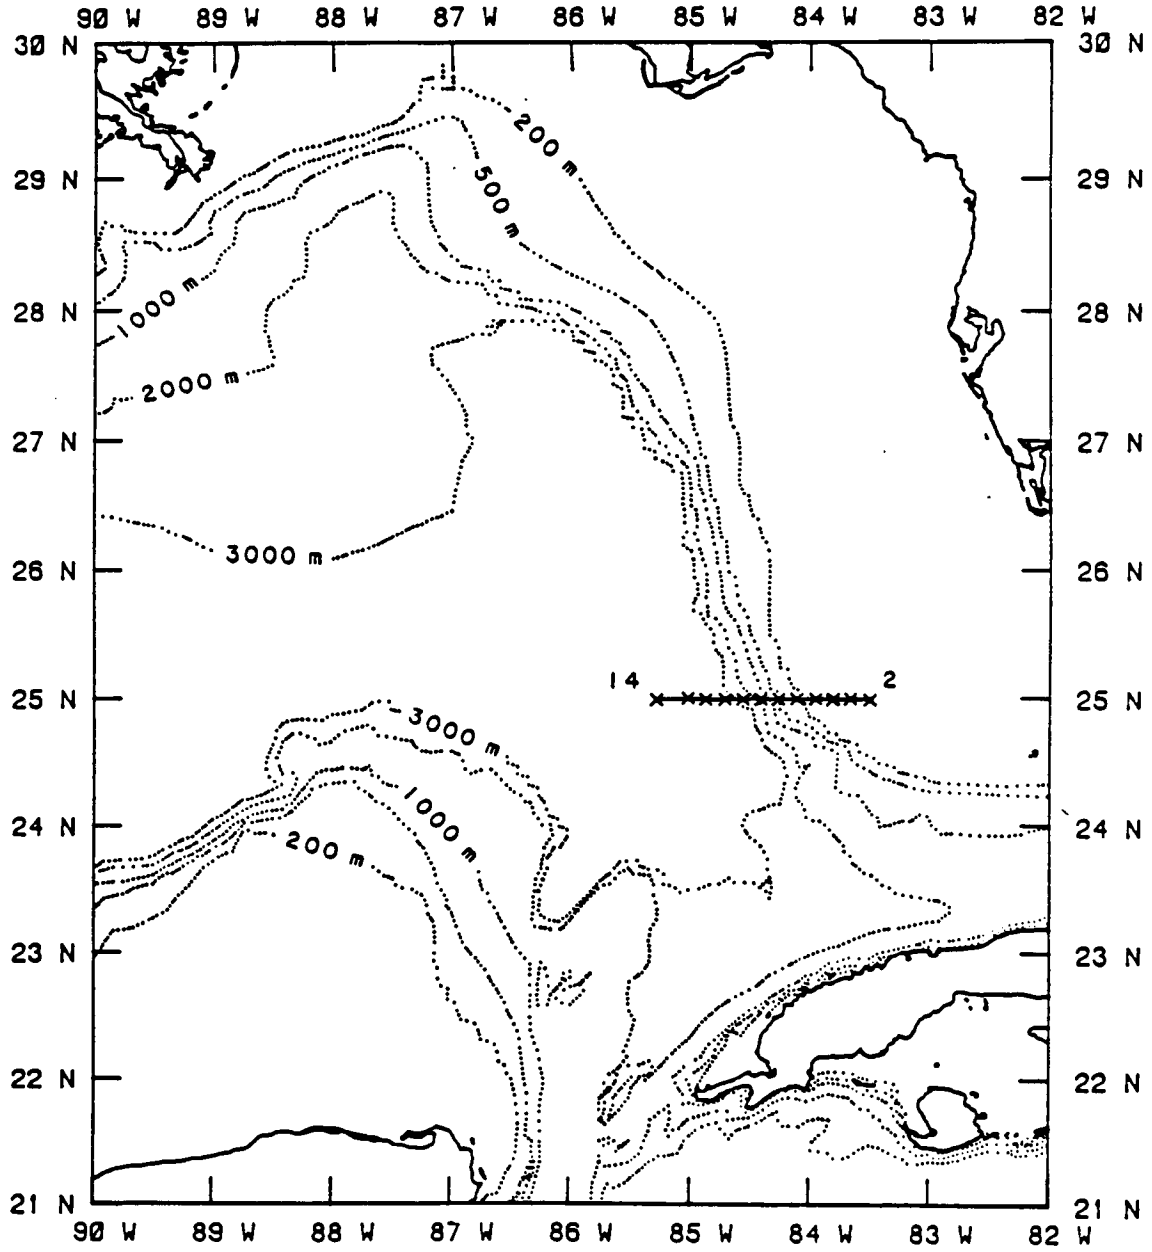 90 W 89 W 88 W 87 W 86 W 85 W 84 W 83 W 82 W
30 N 30 N
200 m
29 N 29 N
500 m
28 N 28 N
1000 m
2000 m
27 N 27 N
3000 m
26 N 26 N
14 2
25 N 25 N
3000 m
1000 m
24 N 24 N
200 m
23 N 23 N
22 N 22 N
21 N 21 N
90 W 89 W 88 W 87 W 86 W 85 W 84 W 83 W 82 W